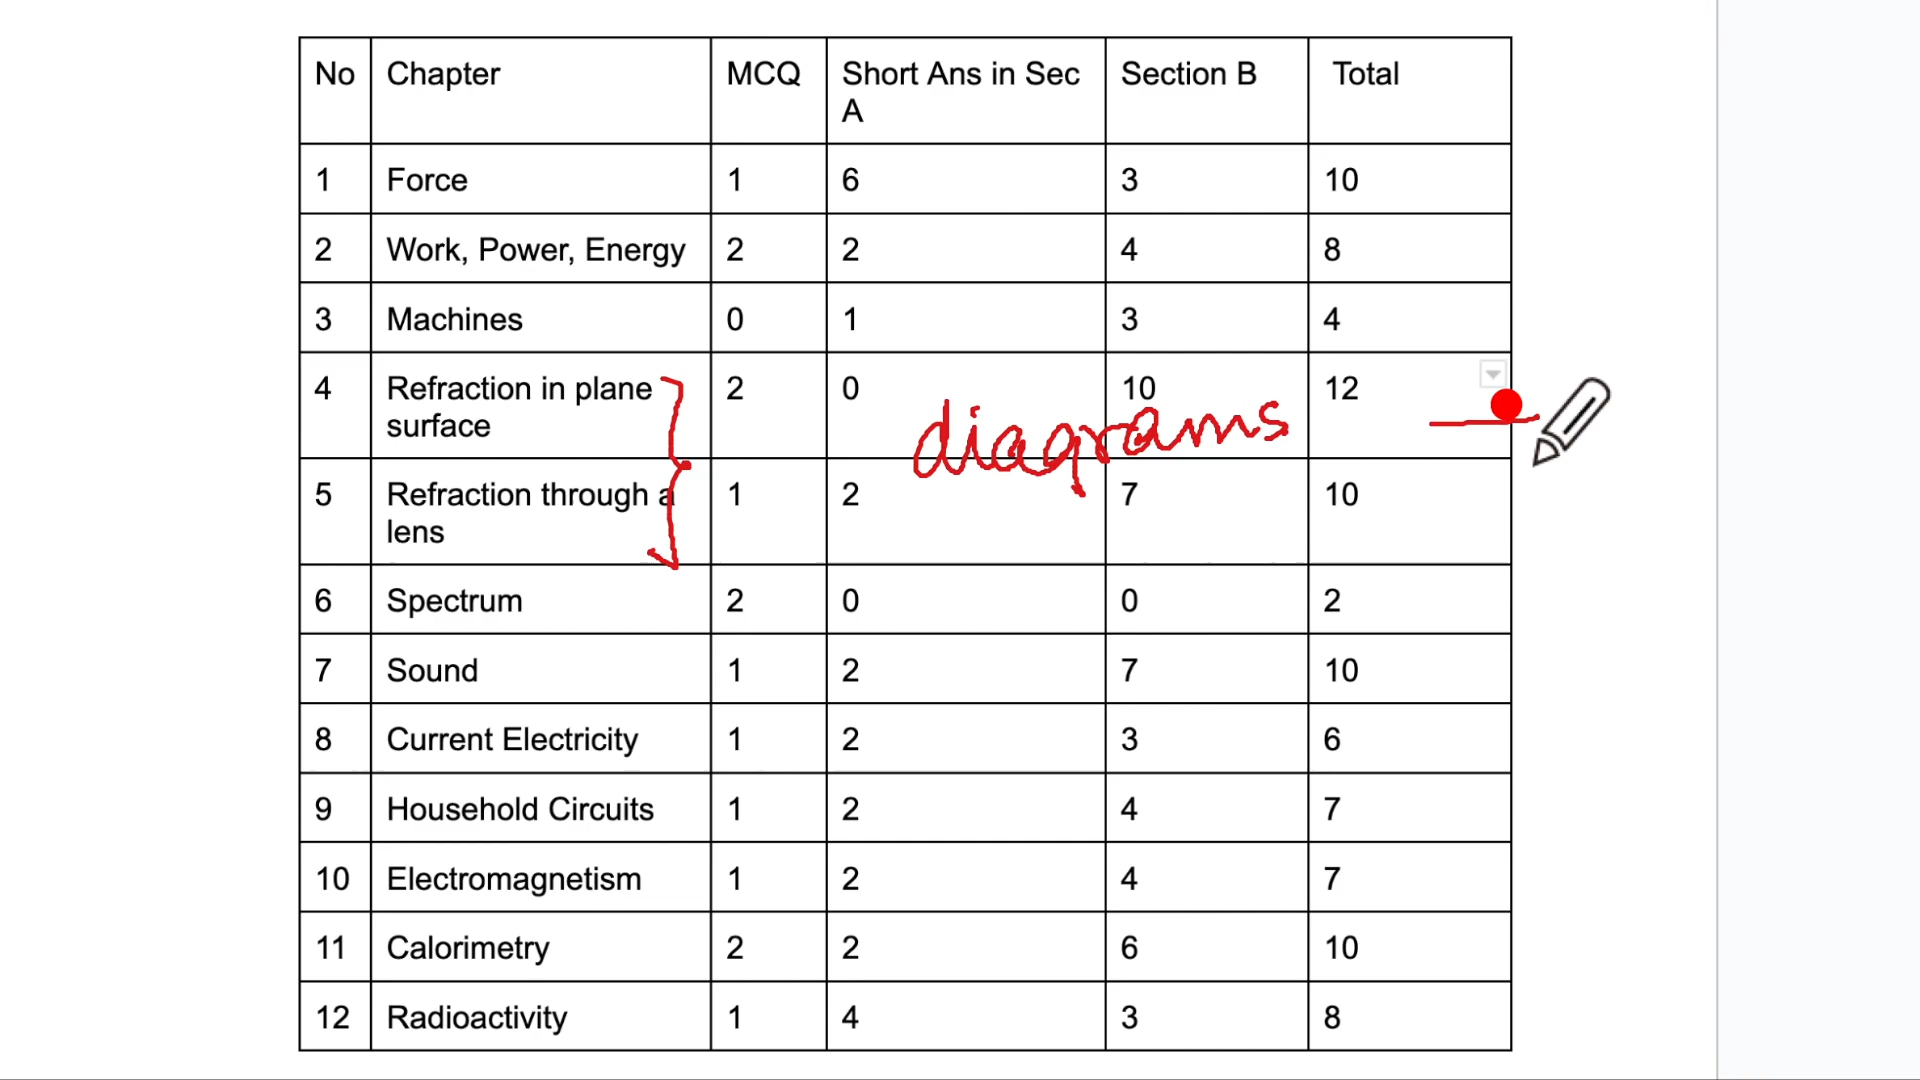 No Chapter MCQ Short Ans in Sec Section B Total
A
1 Force 1 6 3 10
2 Work, Power, Energy 2 2 4 8
3 Machines 0 1 3 4
4 Refraction in plane 2 0 10 12
surface
diagrams
5 Refraction through a 1 2 7 10
lens
6 Spectrum 2 0 0 2
7 Sound 1 2 7 10
8 Current Electricity 1 2 3 6
9 Household Circuits 1 2 4 7
10 Electromagnetism 1 2 4 7
11 Calorimetry 2 2 6 10
12 Radioactivity 1 4 3 8